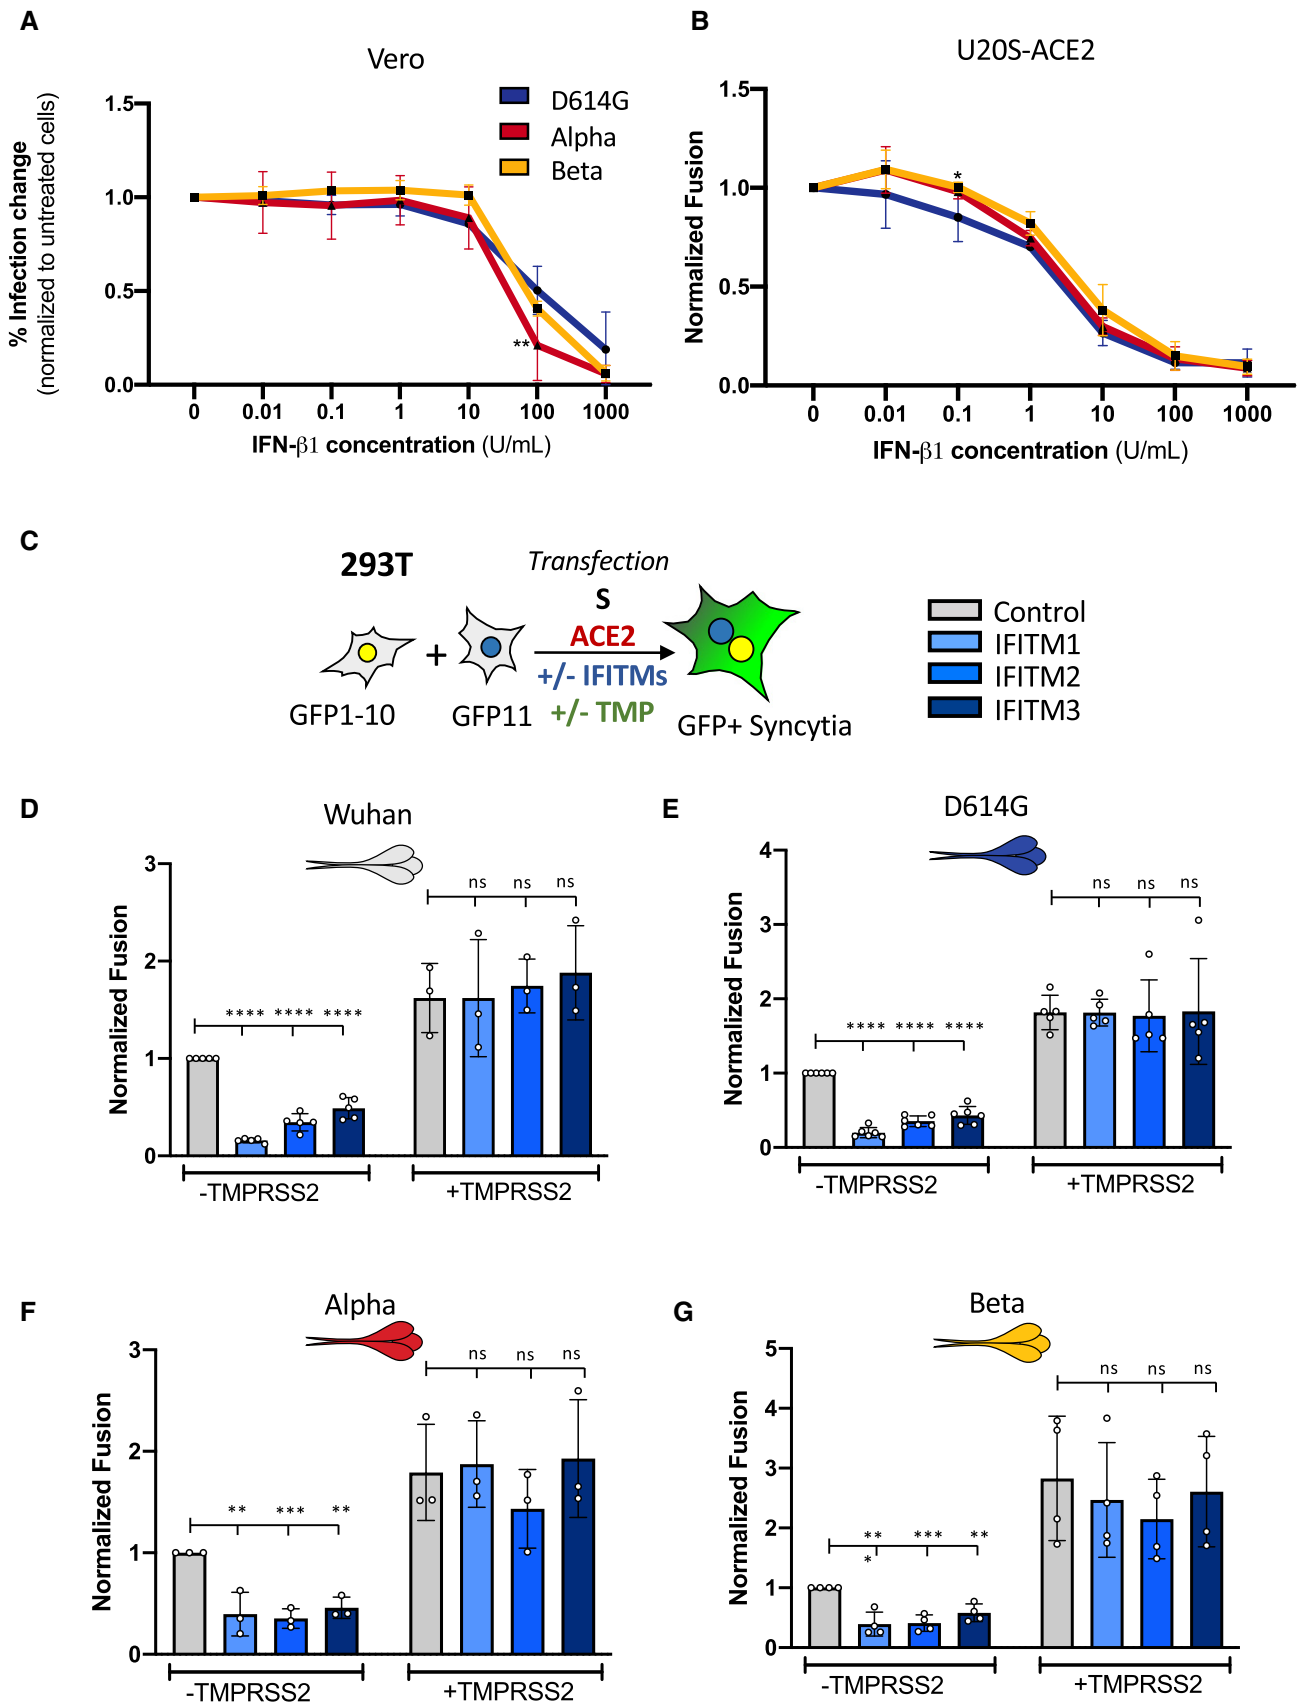 A
Vero
% Infection change
(normalized to untreated cells)
1.5
1.0
0.5
0.0
D614G
Alpha
Beta
**
0 0.01 0.1 1 10 100 1000
IFN-β1 concentration (U/mL)
B
U20S-ACE2
Normalized Fusion
1.5
1.0
0.5
0.0
*
0 0.01 0.1 1 10 100 1000
IFN-β1 concentration (U/mL)
C
293T
GFP1-10
+
GFP11
Transfection
S
ACE2
+/- IFITMs
+/- TMP
GFP+ Syncytia
Control
IFITM1
IFITM2
IFITM3
D
Wuhan
Normalized Fusion
3
2
1
0
**** **** ****
ns ns ns
-TMPRSS2 +TMPRSS2
E
D614G
Normalized Fusion
4
3
2
1
0
**** **** ****
ns ns ns
-TMPRSS2 +TMPRSS2
F
Alpha
Normalized Fusion
3
2
1
0
** *** **
ns ns ns
-TMPRSS2 +TMPRSS2
G
Beta
Normalized Fusion
5
4
3
2
1
0
** *** **
*
ns ns ns
-TMPRSS2 +TMPRSS2